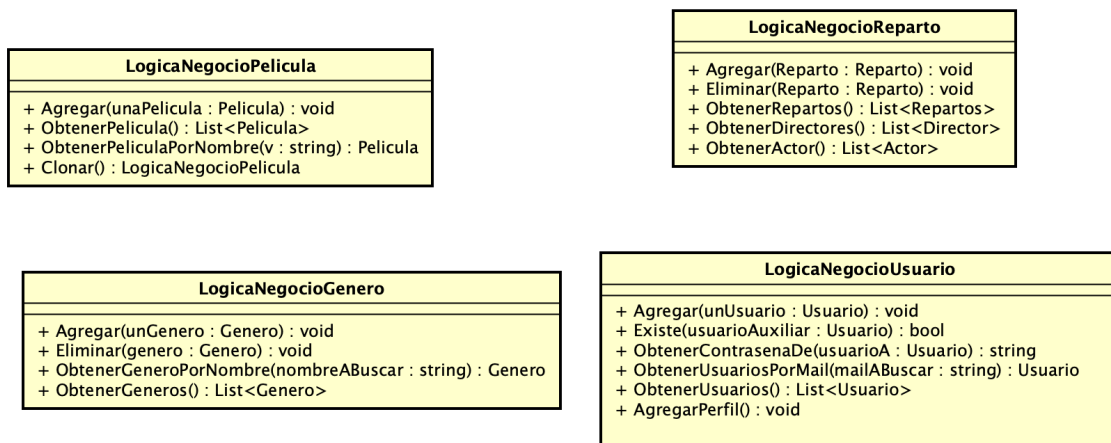 LogicaNegocioPelicula
+ Agregar(unaPelicula : Pelicula) : void
+ ObtenerPelicula() : List<Pelicula>
+ ObtenerPeliculaPorNombre(v : string) : Pelicula
+ Clonar() : LogicaNegocioPelicula
LogicaNegocioReparto
+ Agregar(Reparto : Reparto) : void
+ Eliminar(Reparto : Reparto) : void
+ ObtenerRepartos() : List<Repartos>
+ ObtenerDirectores() : List<Director>
+ ObtenerActor() : List<Actor>
LogicaNegocioGenero
+ Agregar(unGenero : Genero) : void
+ Eliminar(genero : Genero) : void
+ ObtenerGeneroPorNombre(nombreABuscar : string) : Genero
+ ObtenerGeneros() : List<Genero>
LogicaNegocioUsuario
+ Agregar(unUsuario : Usuario) : void
+ Existe(usuarioAuxiliar : Usuario) : bool
+ ObtenerContrasenaDe(usuarioA : Usuario) : string
+ ObtenerUsuariosPorMail(mailABuscar : string) : Usuario
+ ObtenerUsuarios() : List<Usuario>
+ AgregarPerfil() : void